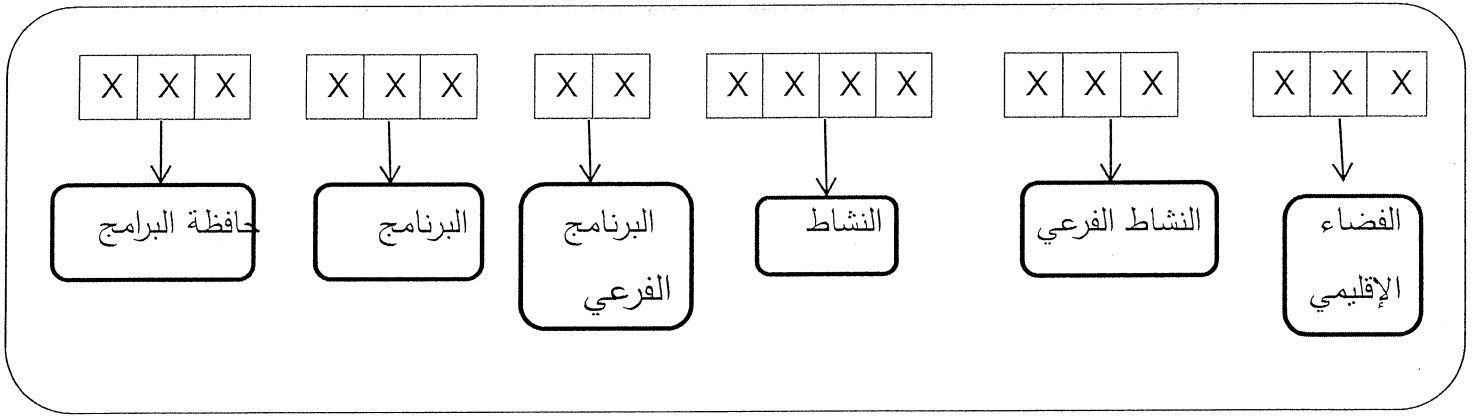 X X X X X X X X X X X X X X X X X X
حافظة البرامج
البرنامج
البرنامج
الفرعي
النشاط
النشاط الفرعي
الفضاء
الإقليمي